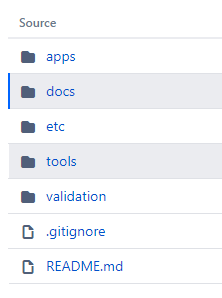 Source
apps
docs
etc
tools
validation
.gitignore
README.md